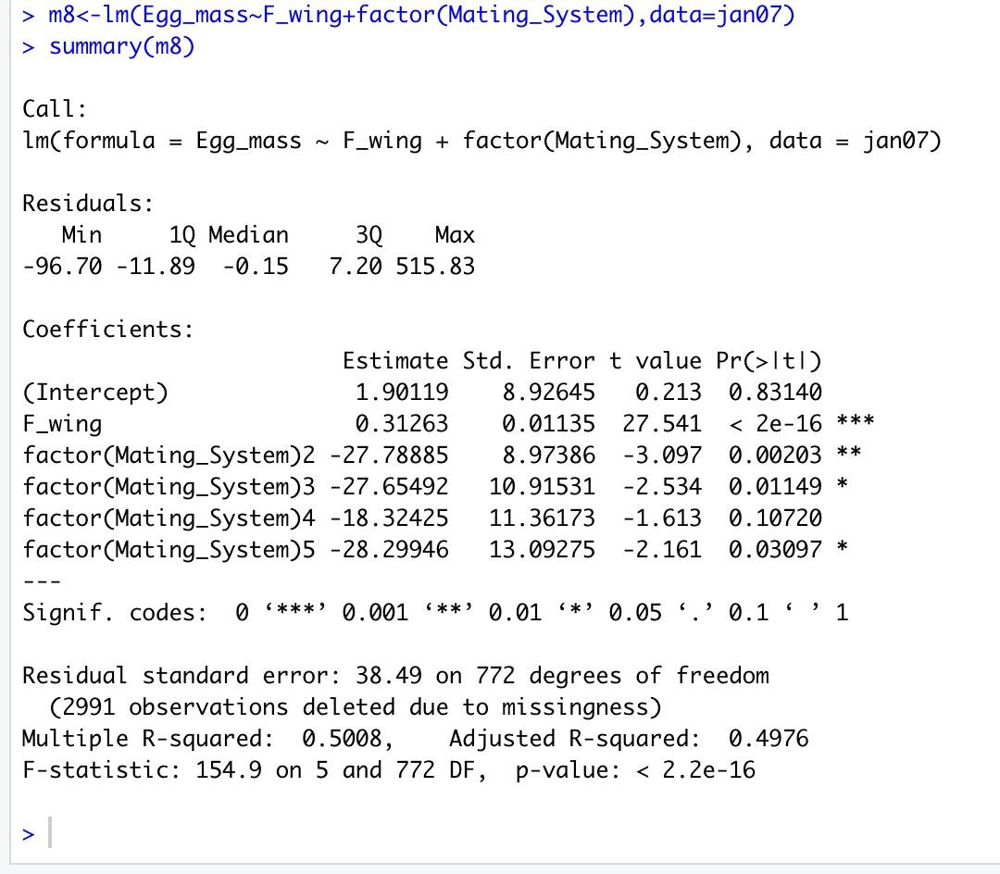 > m8<-lm(Egg_mass~F_wing+factor(Mating_System),data=jan07)
> summary(m8)
Call:
lm(formula = Egg_mass ~ F_wing + factor(Mating_System), data = jan07)
Residuals:
   Min     1Q Median     3Q    Max
-96.70 -11.89  -0.15   7.20 515.83
Coefficients:
                        Estimate Std. Error t value Pr(>|t|)
(Intercept)              1.90119    8.92645   0.213  0.83140
F_wing                   0.31263    0.01135  27.541  < 2e-16 ***
factor(Mating_System)2 -27.78885    8.97386  -3.097  0.00203 **
factor(Mating_System)3 -27.65492   10.91531  -2.534  0.01149 *
factor(Mating_System)4 -18.32425   11.36173  -1.613  0.10720
factor(Mating_System)5 -28.29946   13.09275  -2.161  0.03097 *
---
Signif. codes:  0 ‘***’ 0.001 ‘**’ 0.01 ‘*’ 0.05 ‘.’ 0.1 ‘ ’ 1
Residual standard error: 38.49 on 772 degrees of freedom
  (2991 observations deleted due to missingness)
Multiple R-squared:  0.5008,    Adjusted R-squared:  0.4976
F-statistic: 154.9 on 5 and 772 DF,  p-value: < 2.2e-16
>